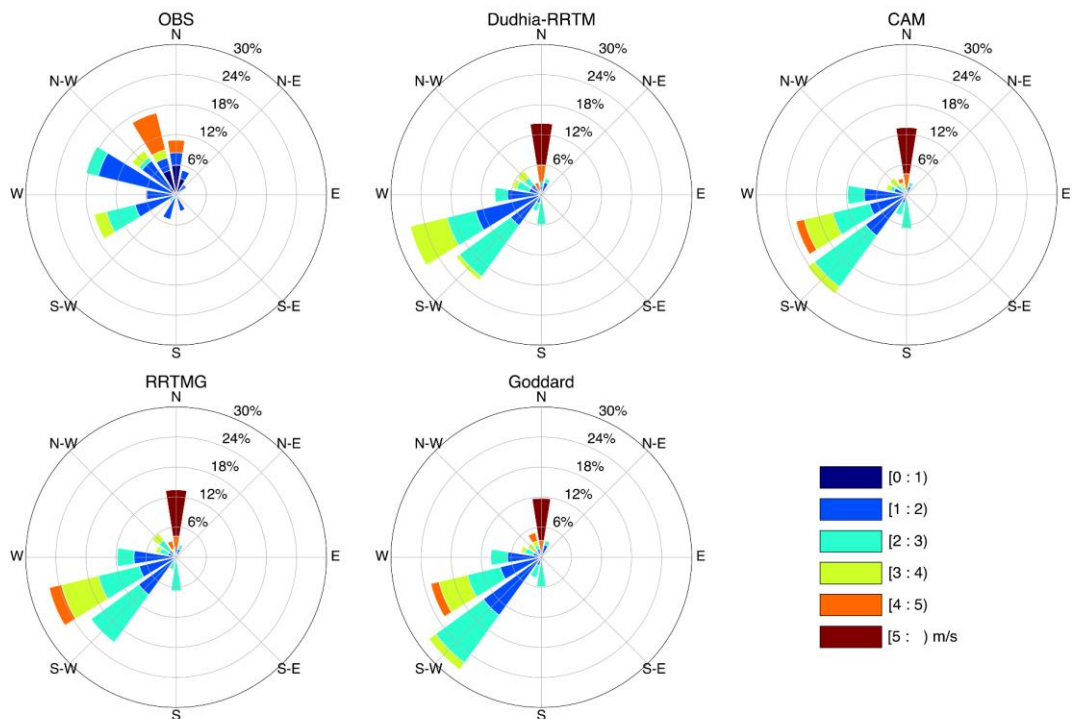 OBS
N
30%
24%
18%
12%
6%
N-W
N-E
W
E
S-W
S-E
S
Dudhia-RRTM
N
30%
24%
18%
12%
6%
N-W
N-E
W
E
S-W
S-E
S
CAM
N
30%
24%
18%
12%
6%
N-W
N-E
W
E
S-W
S-E
S
RRTMG
N
30%
24%
18%
12%
6%
N-W
N-E
W
E
S-W
S-E
S
Goddard
N
30%
24%
18%
12%
6%
N-W
N-E
W
E
S-W
S-E
S
[0 : 1)
[1 : 2)
[2 : 3)
[3 : 4)
[4 : 5)
[5 : ) m/s